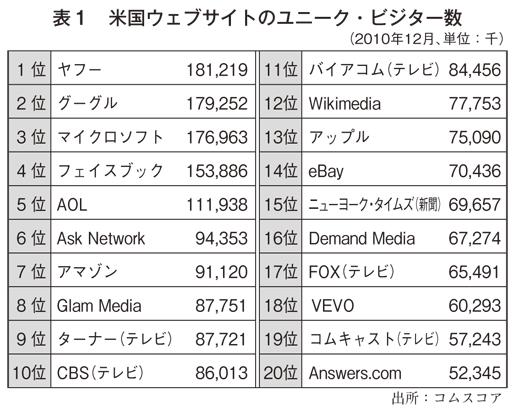 表1　米国ウェブサイトのユニーク・ビジター数
(2010年12月、単位：千)
1位 ヤフー 181,219
2位 グーグル 179,252
3位 マイクロソフト 176,963
4位 フェイスブック 153,886
5位 AOL 111,938
6位 Ask Network 94,353
7位 アマゾン 91,120
8位 Glam Media 87,751
9位 ターナー(テレビ) 87,721
10位 CBS(テレビ) 86,013
11位 バイアコム(テレビ) 84,456
12位 Wikimedia 77,753
13位 アップル 75,090
14位 eBay 70,436
15位 ニューヨーク・タイムズ(新聞) 69,657
16位 Demand Media 67,274
17位 FOX(テレビ) 65,491
18位 VEVO 60,293
19位 コムキャスト(テレビ) 57,243
20位 Answers.com 52,345
出所：コムスコア